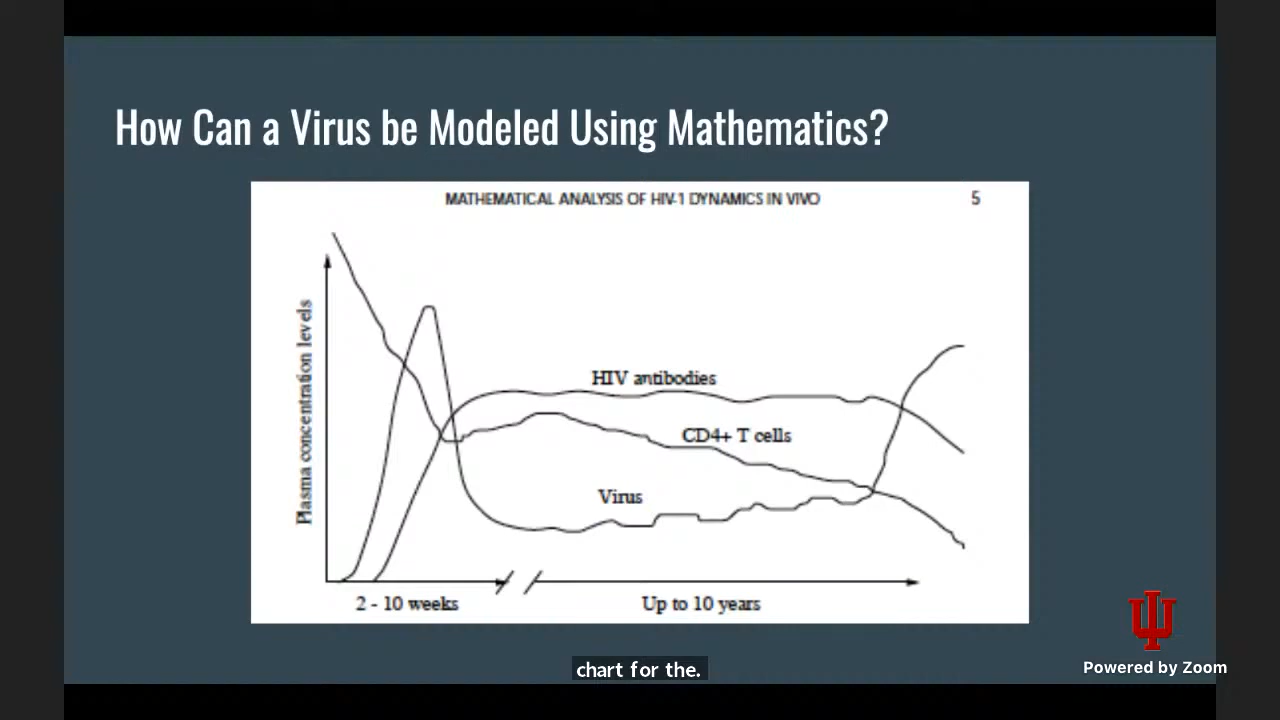 How Can a Virus be Modeled Using Mathematics?
MATHEMATICAL ANALYSIS OF HIV-1 DYNAMICS IN VIVO 5
Plasma concentration levels
HIV antibodies
CD4+ T cells
Virus
2 - 10 weeks
Up to 10 years
chart for the.
Powered by Zoom